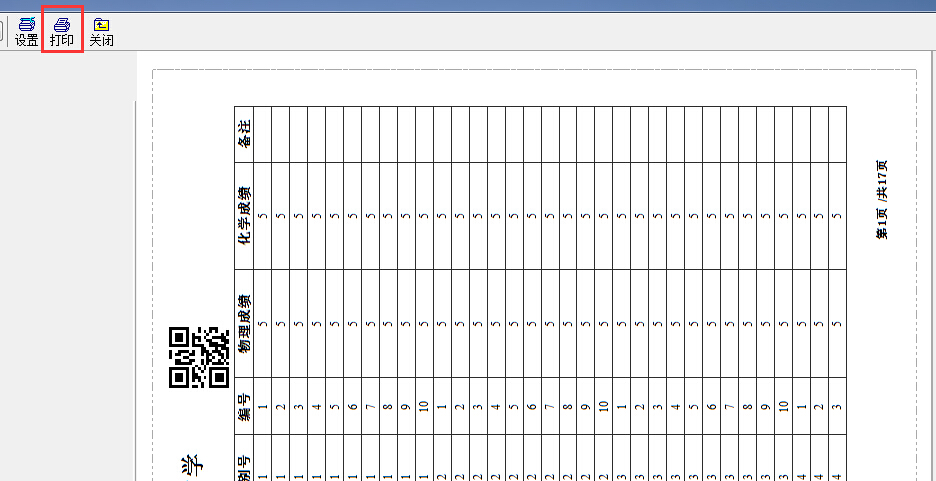 设置 打印 关闭
学
别号 编号 物理成绩 化学成绩 备注
1 1 5 5
1 2 5 5
1 3 5 5
1 4 5 5
1 5 5 5
1 6 5 5
1 7 5 5
1 8 5 5
1 9 5 5
1 10 5 5
2 1 5 5
2 2 5 5
2 3 5 5
2 4 5 5
2 5 5 5
2 6 5 5
2 7 5 5
2 8 5 5
2 9 5 5
2 10 5 5
3 1 5 5
3 2 5 5
3 3 5 5
3 4 5 5
3 5 5 5
3 6 5 5
3 7 5 5
3 8 5 5
3 9 5 5
3 10 5 5
4 1 5 5
4 2 5 5
4 3 5 5
第1页 /共17页